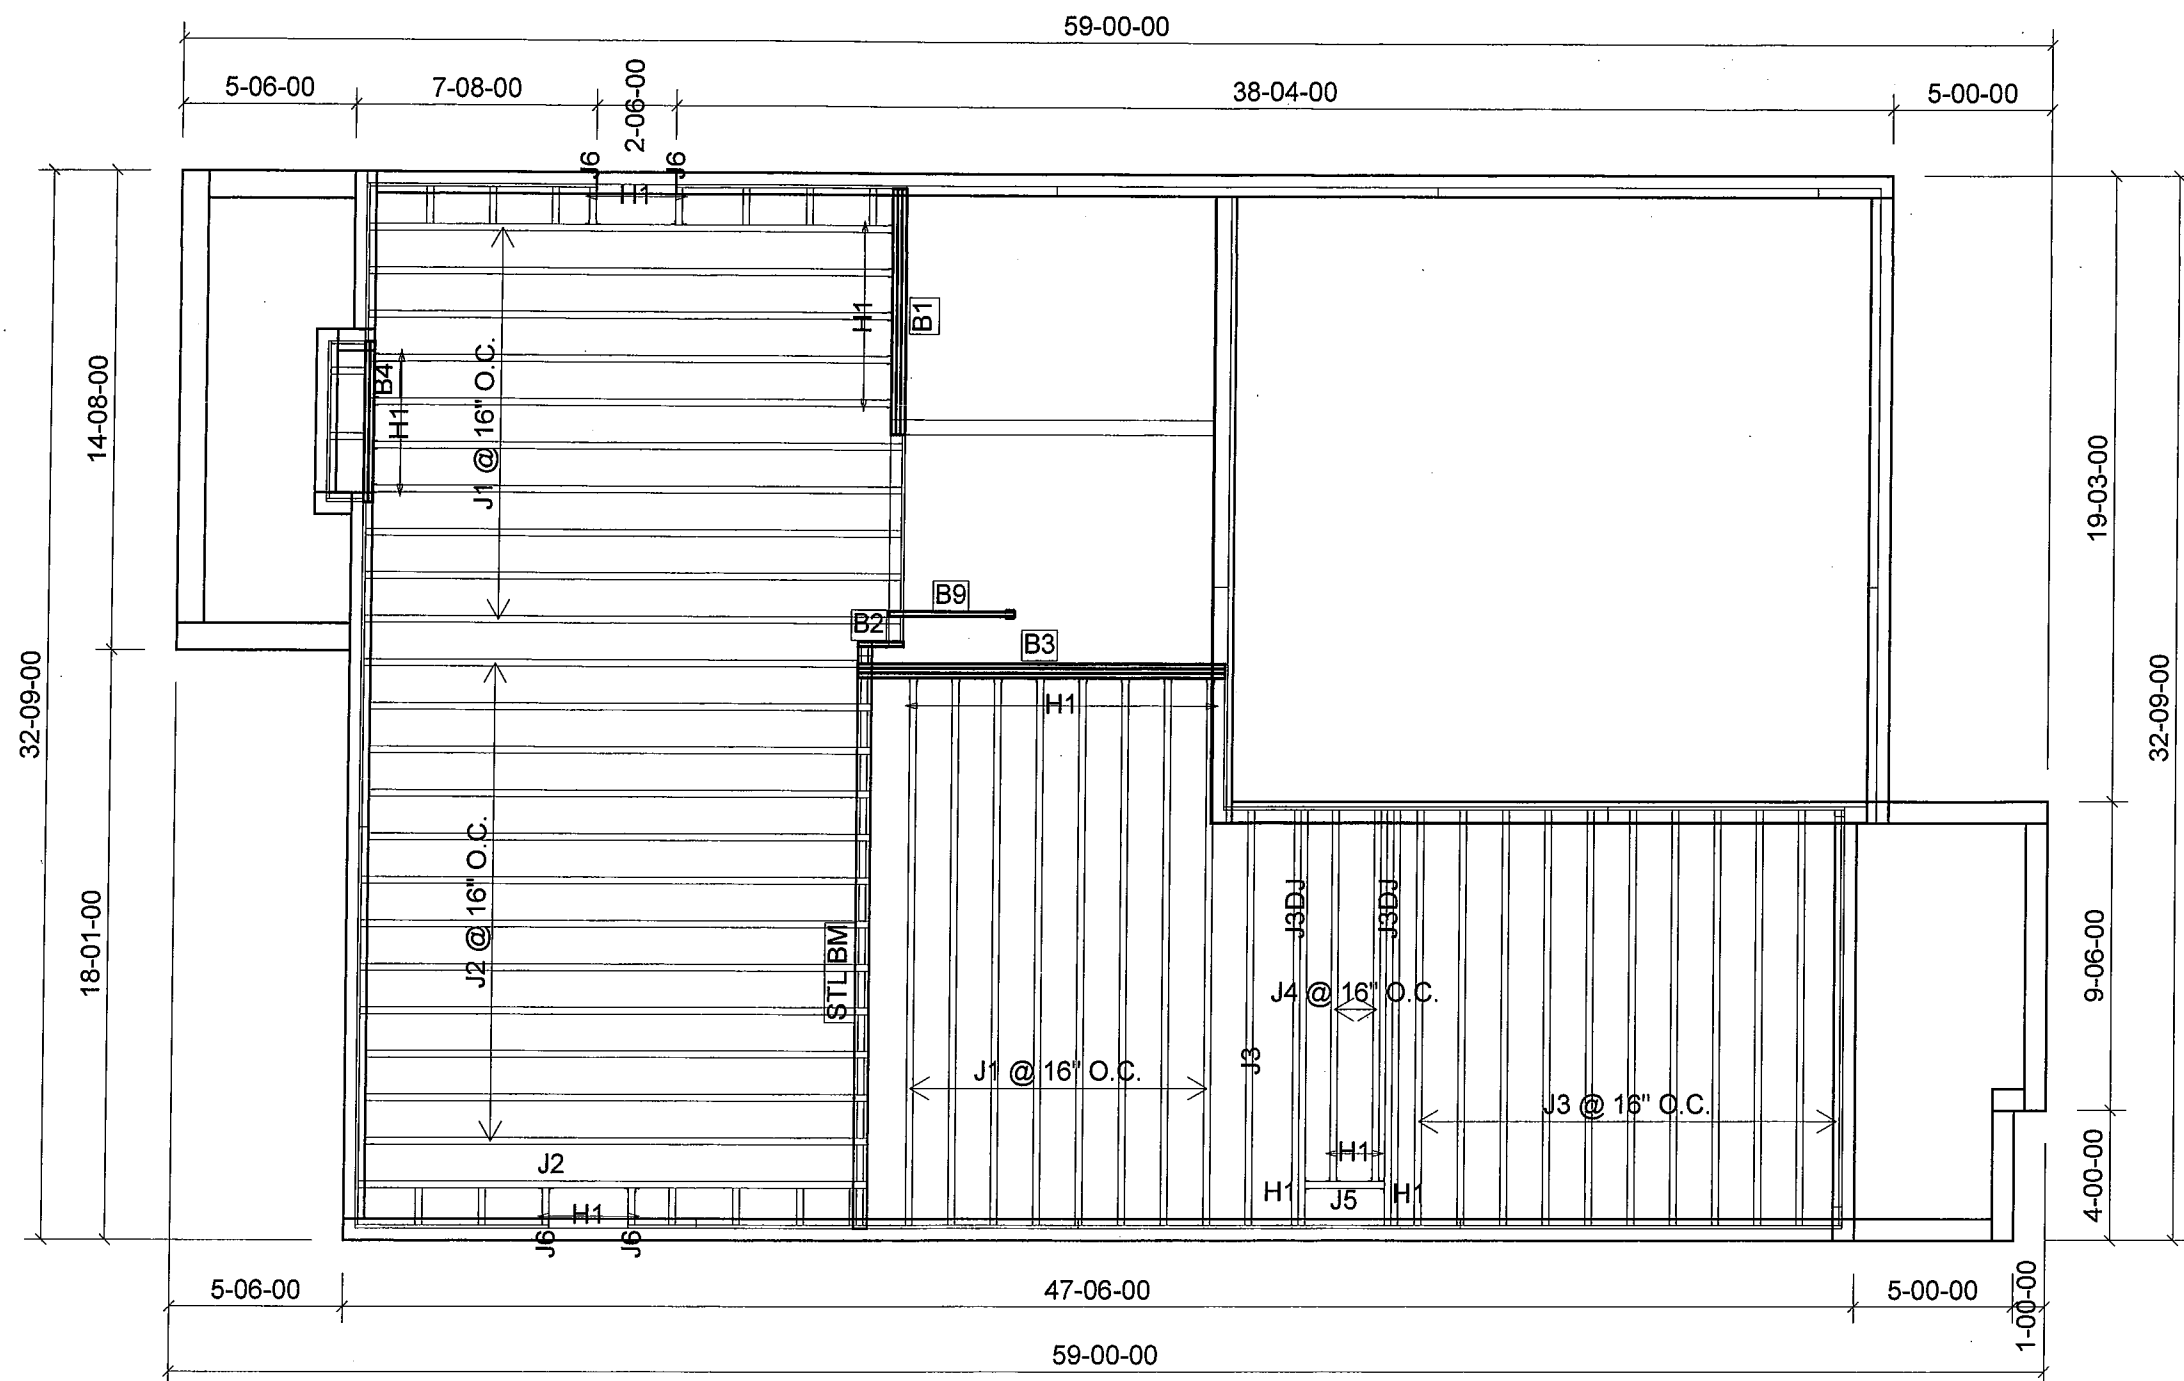 59-00-00
5-06-00
7-08-00
2-06-00
38-04-00
5-00-00
J6
J6
H1
32-09-00
14-08-00
18-01-00
J1 @ 16" O.C.
H1
B1
B4
H1
B9
B2
B3
H1
19-03-00
32-09-00
9-06-00
4-00-00
J2 @ 16" O.C.
STL BM
J3DJ
J3DJ
J4 @ 16" O.C.
J3
J1 @ 16" O.C.
J3 @ 16" O.C.
H1
J2
H1
J5
H1
H1
J6
J6
5-06-00
47-06-00
5-00-00
1-00-00
59-00-00